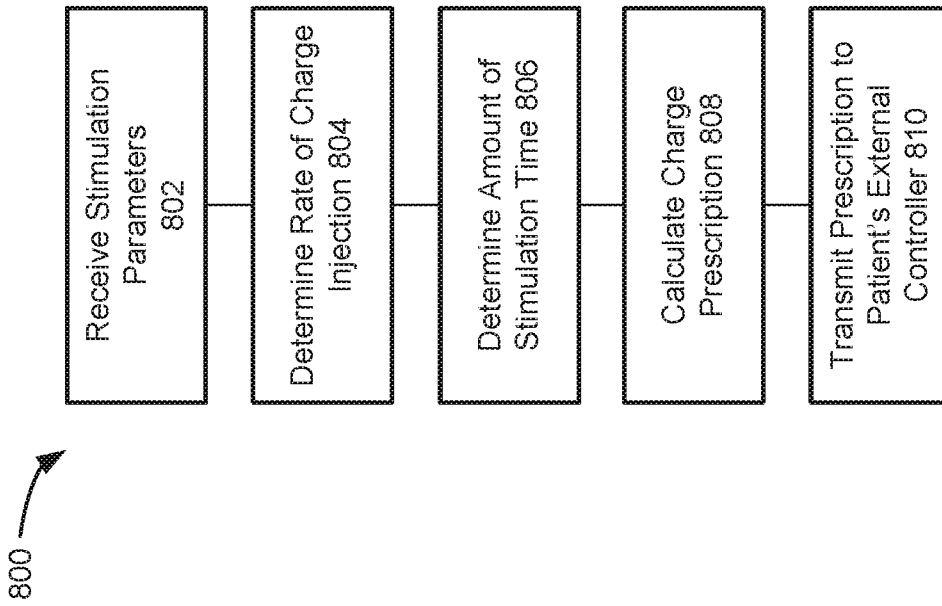 800
Receive Stimulation
Parameters
802
Determine Rate of Charge
Injection 804
Determine Amount of
Stimulation Time 806
Calculate Charge
Prescription 808
Transmit Prescription to
Patient's External
Controller 810